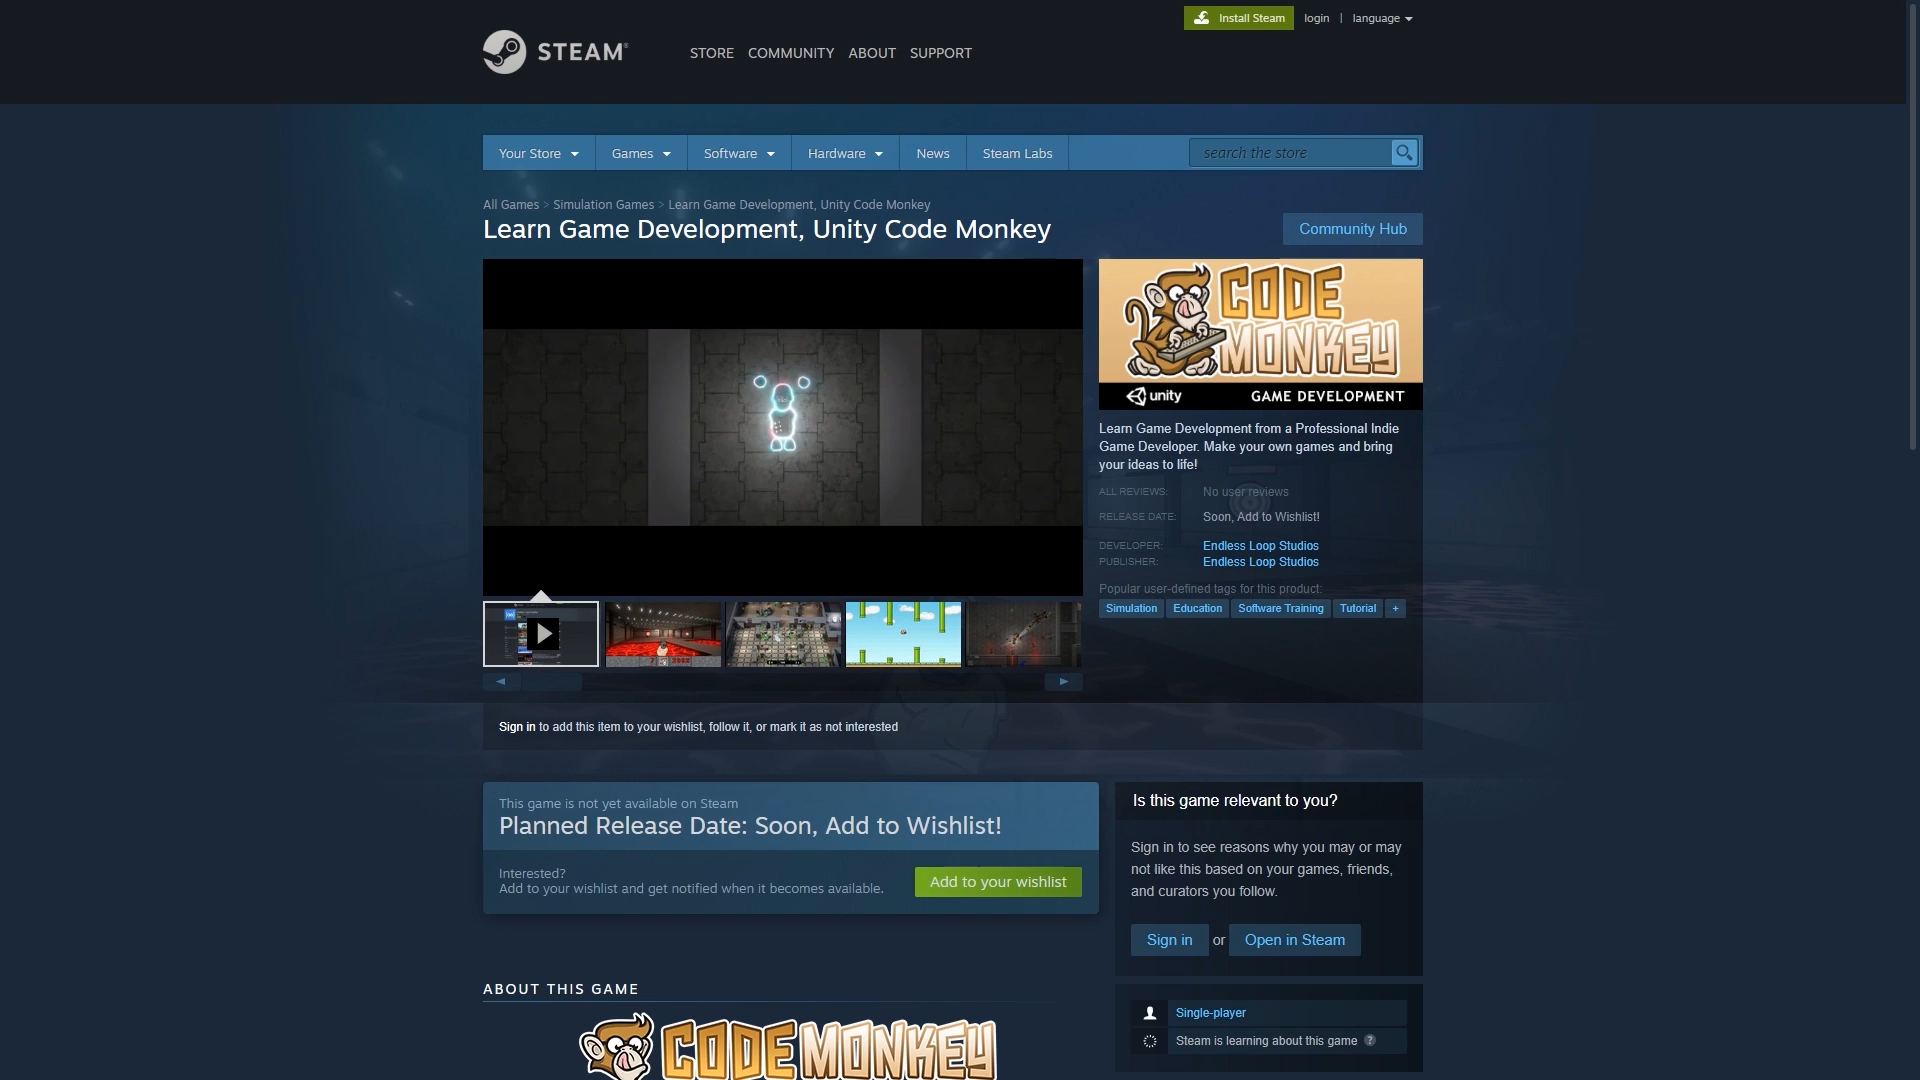 Install Steam
login
|
language
STEAM
STORE
COMMUNITY
ABOUT
SUPPORT
Your Store
Games
Software
Hardware
News
Steam Labs
search the store
All Games > Simulation Games > Learn Game Development, Unity Code Monkey
Learn Game Development, Unity Code Monkey
Community Hub
CODE
MONKEY
unity
GAME DEVELOPMENT
Learn Game Development from a Professional Indie
Game Developer. Make your own games and bring
your ideas to life!
ALL REVIEWS:
No user reviews
RELEASE DATE:
Soon, Add to Wishlist!
DEVELOPER:
Endless Loop Studios
PUBLISHER:
Endless Loop Studios
Popular user-defined tags for this product:
Simulation
Education
Software Training
Tutorial
+
Sign in to add this item to your wishlist, follow it, or mark it as not interested
This game is not yet available on Steam
Planned Release Date: Soon, Add to Wishlist!
Interested?
Add to your wishlist and get notified when it becomes available.
Add to your wishlist
Is this game relevant to you?
Sign in to see reasons why you may or may
not like this based on your games, friends,
and curators you follow.
Sign in
or
Open in Steam
ABOUT THIS GAME
CODE MONKEY
Single-player
Steam is learning about this game
?